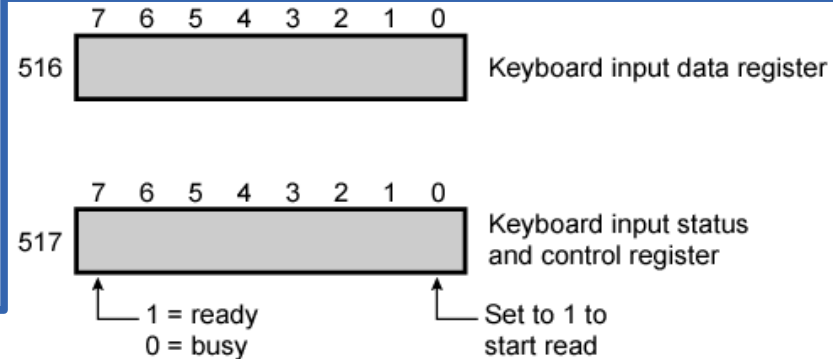 7 6 5 4 3 2 1 0
516 Keyboard input data register
7 6 5 4 3 2 1 0
517 Keyboard input status
and control register
1 = ready
0 = busy
Set to 1 to
start read